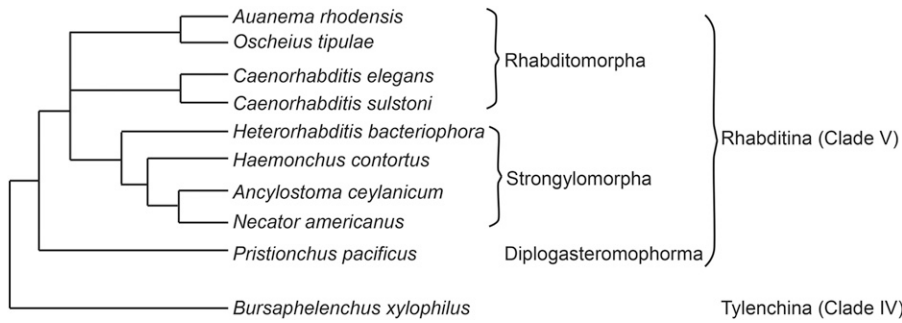 Auanema rhodensis
Oscheius tipulae
Rhabditomorpha
Caenorhabditis elegans
Caenorhabditis sulstoni
Heterorhabditis bacteriophora
Rhabditina (Clade V)
Haemonchus contortus
Strongylomorpha
Ancylostoma ceylanicum
Necator americanus
Pristionchus pacificus Diplogasteromophorma
Bursaphelenchus xylophilus Tylenchina (Clade IV)